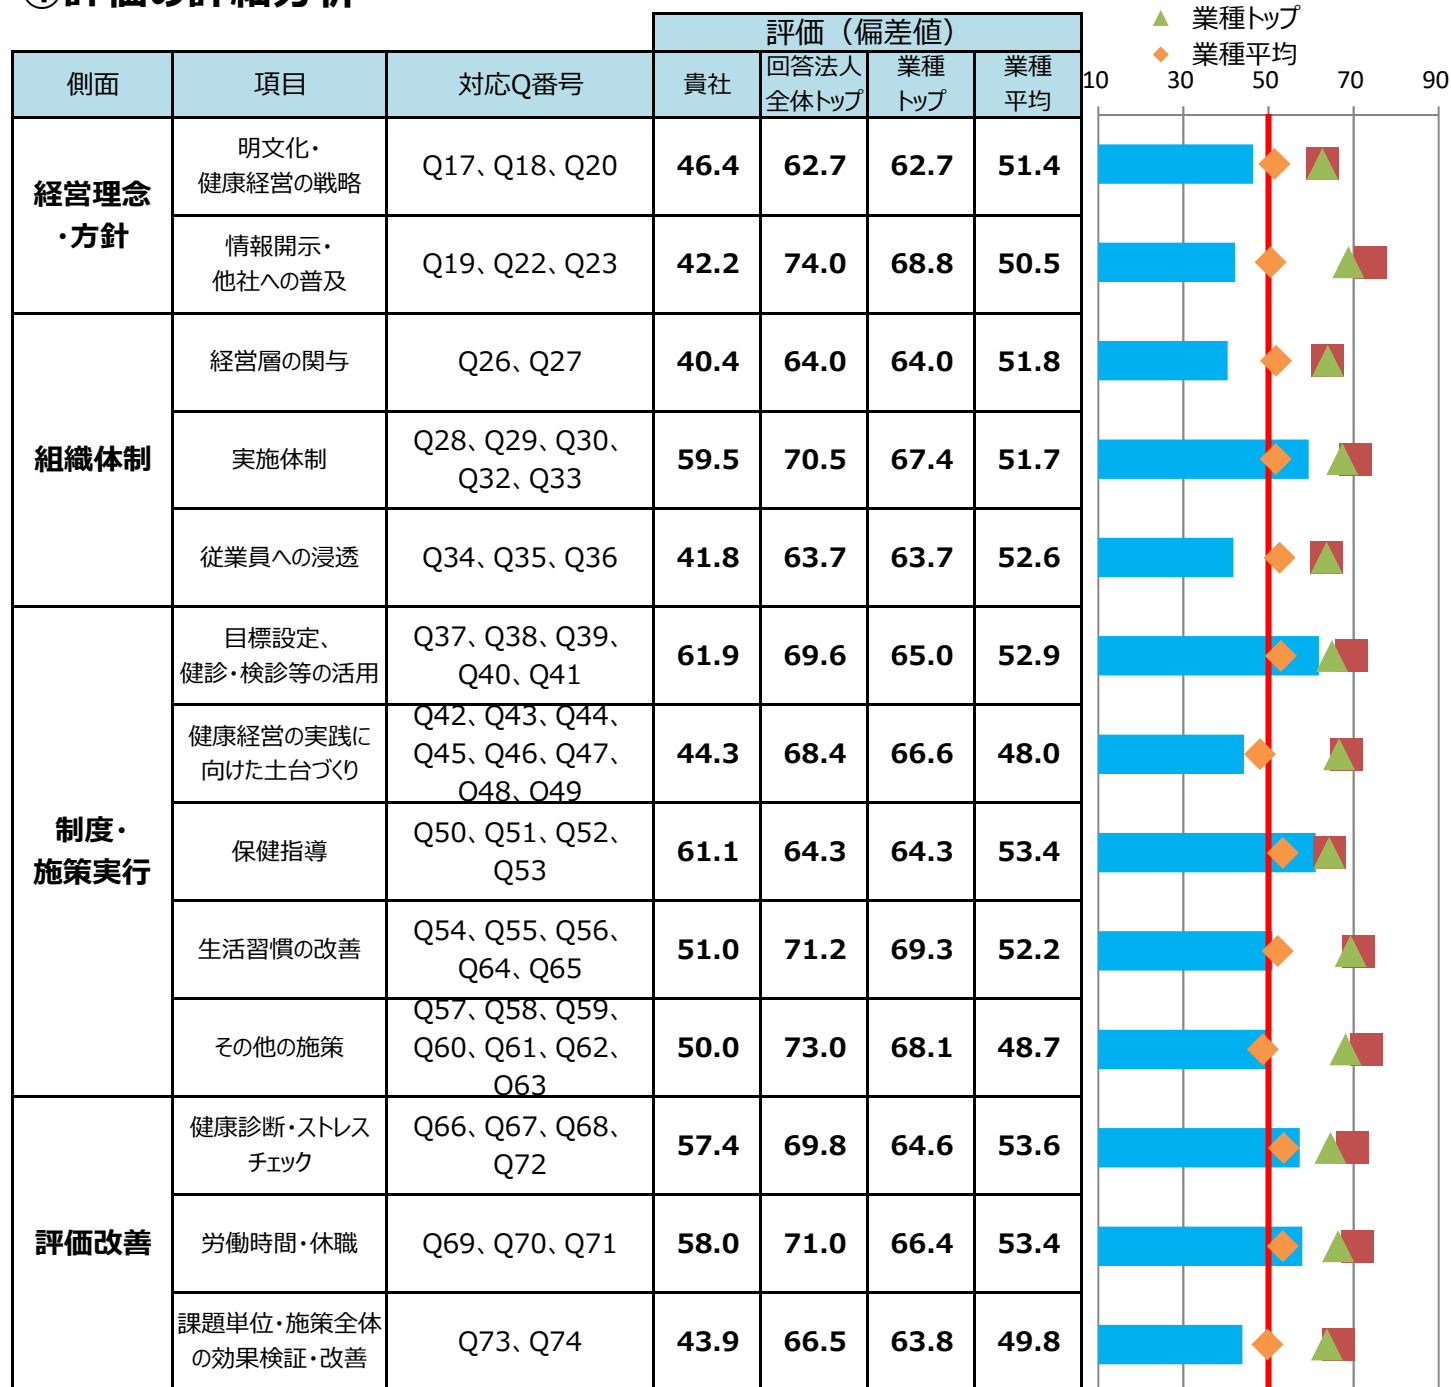 ①評価の詳細分析
業種トップ
業種平均
評価（偏差値）
側面 項目 対応Q番号 貴社 回答法人全体トップ 業種トップ 業種平均
10 30 50 70 90
経営理念・方針
明文化・
健康経営の戦略
Q17、Q18、Q20
46.4 62.7 62.7 51.4
情報開示・
他社への普及
Q19、Q22、Q23
42.2 74.0 68.8 50.5
組織体制
経営層の関与
Q26、Q27
40.4 64.0 64.0 51.8
実施体制
Q28、Q29、Q30、
Q32、Q33
59.5 70.5 67.4 51.7
従業員への浸透
Q34、Q35、Q36
41.8 63.7 63.7 52.6
制度・
施策実行
目標設定、
健診・検診等の活用
Q37、Q38、Q39、
Q40、Q41
61.9 69.6 65.0 52.9
健康経営の実践に
向けた土台づくり
Q42、Q43、Q44、
Q45、Q46、Q47、
Q48、Q49
44.3 68.4 66.6 48.0
保健指導
Q50、Q51、Q52、
Q53
61.1 64.3 64.3 53.4
生活習慣の改善
Q54、Q55、Q56、
Q64、Q65
51.0 71.2 69.3 52.2
その他の施策
Q57、Q58、Q59、
Q60、Q61、Q62、
Q63
50.0 73.0 68.1 48.7
評価改善
健康診断・ストレス
チェック
Q66、Q67、Q68、
Q72
57.4 69.8 64.6 53.6
労働時間・休職
Q69、Q70、Q71
58.0 71.0 66.4 53.4
課題単位・施策全体
の効果検証・改善
Q73、Q74
43.9 66.5 63.8 49.8